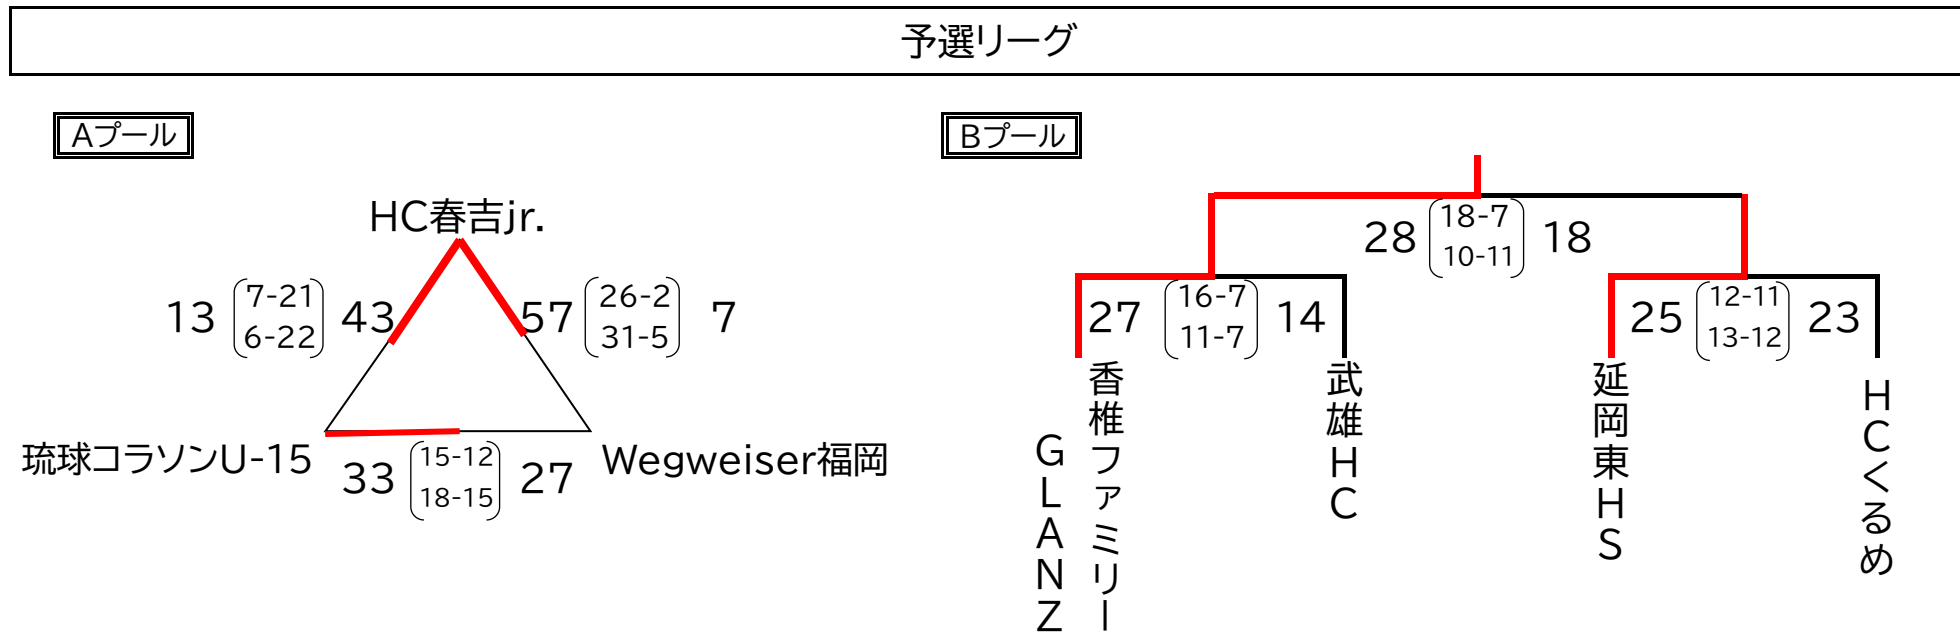 予選リーグ
Aプール
HC春吉jr.
13
7-21
6-22
43
57
26-2
31-5
7
琉球コラソンU-15
33
15-12
18-15
27
Wegweiser福岡
Bプール
28
18-7
10-11
18
27
16-7
11-7
14
25
12-11
13-12
23
香椎ファミリー
GLANZ
武雄HC
延岡東HS
HCくるめ